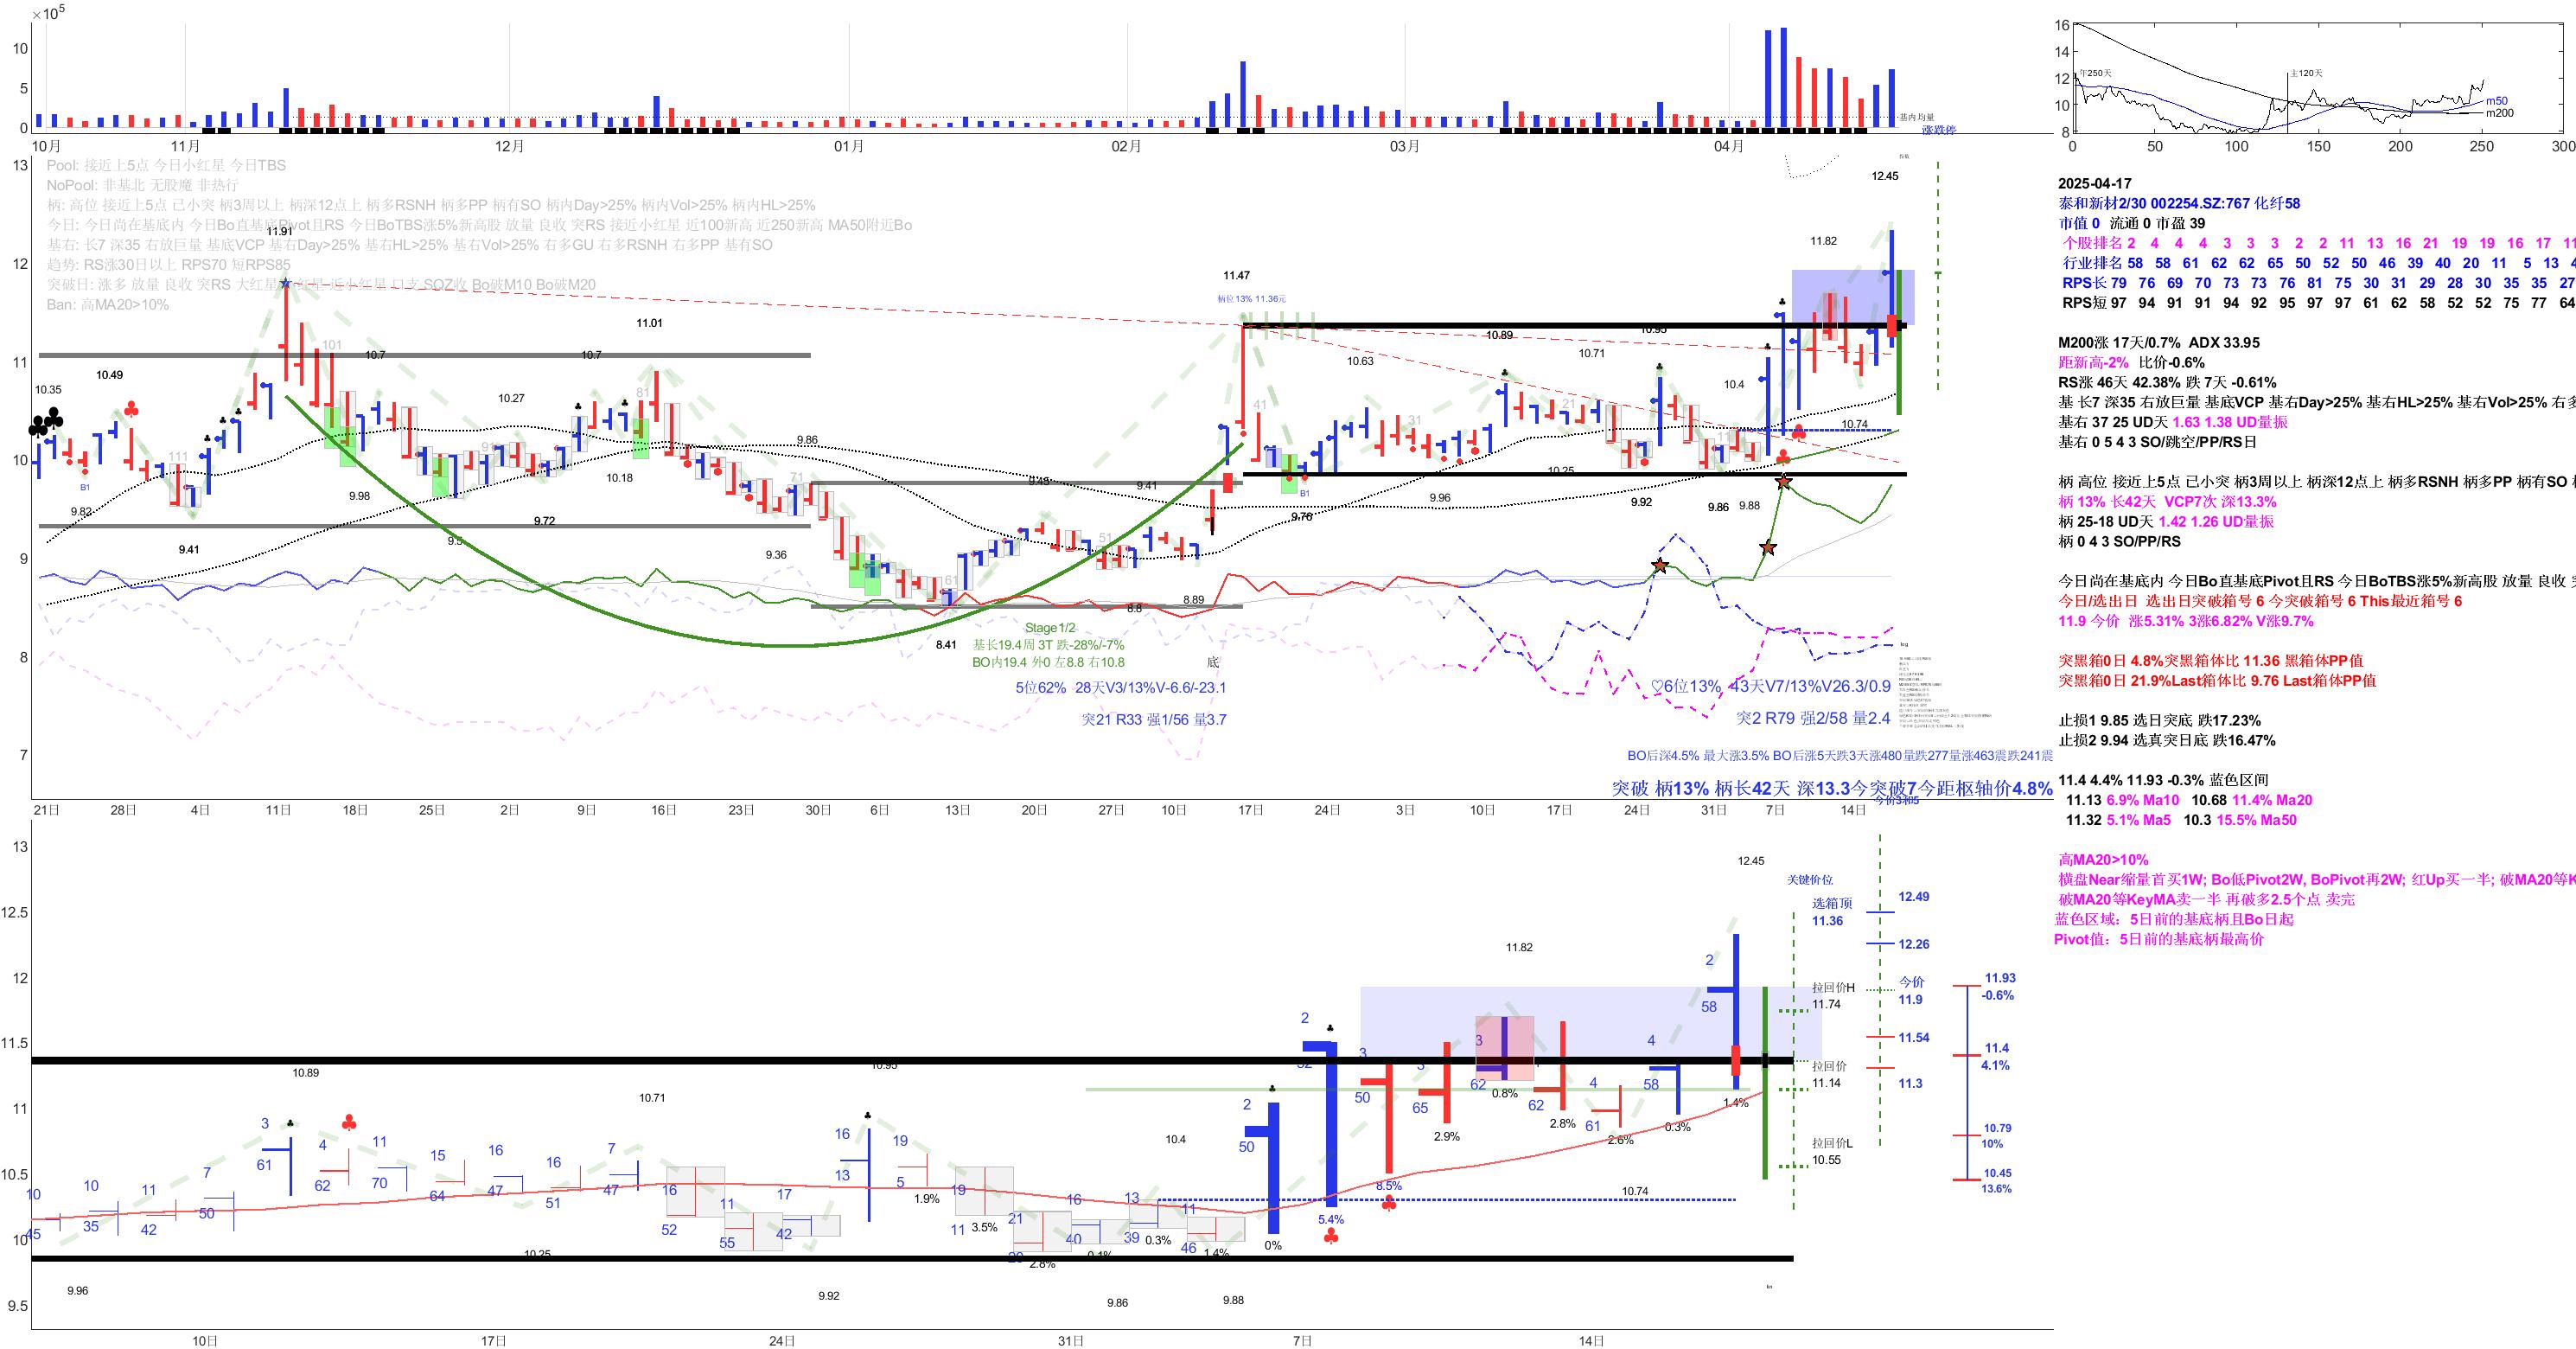 ×10⁵
10
5
0
基内均量
涨跌停
10月 11月 12月 01月 02月 03月 04月
16
14
12
10
8
年250天
主120天
m50
m200
0 50 100 150 200 250 300
13
12
11
10
9
8
7
Pool: 接近上5点 今日小红星 今日TBS
NoPool: 非基北 无股魔 非热行
柄: 高位 接近上5点 己小突 柄3周以上 柄深12点上 柄多RSNH 柄多PP 柄有SO 柄内Day>25% 柄内Vol>25% 柄内HL>25%
今日: 今日尚在基底内 今日Bo直基底Pivot且RS 今日BoTBS涨5%新高股 放量 良收 突RS 接近小红星 近100新高 近250新高 MA50附近Bo
基右: 长7 深35 右放巨量 基底VCP 基右Day>25% 基右HL>25% 基右Vol>25% 右多GU 右多RSNH 右多PP 基有SO
趋势: RS涨30日以上 RPS70 短RPS85
突破日: 涨多 放量 良收 突RS 大红星 近小红星 口支 SOZ收 Bo破M10 Bo破M20
Ban: 高MA20>10%
11.91
10.35
10.49
101
10.7
10.27
10.7
11.01
81
111
91
9.86
9.82
9.41
9.98
9.5
9.72
10.18
9.36
71
61
51
9.45
9.41
8.41
8.8
8.89
11.47
柄位13% 11.36元
41
B1
B1
9.76
10.63
31
9.96
10.89
10.25
21
10.71
9.92
10.95
9.86
10.4
11
9.88
11.82
10.74
12.45
Stage1/2
基长19.4周 3T 跌-28%/-7%
BO内19.4 外0 左8.8 右10.8
底
5位62% 28天V3/13%V-6.6/-23.1
突21 R33 强1/56 量3.7
♡6位13% 43天V7/13%V26.3/0.9
突2 R79 强2/58 量2.4
BO后深4.5% 最大涨3.5% BO后涨5天跌3天涨480量跌277量涨463震跌241震
突破 柄13% 柄长42天 深13.3今突破7今距枢轴价4.8%
21日 28日 4日 11日 18日 25日 2日 9日 16日 23日 30日 6日 13日 20日 27日 10日 17日 24日 3日 10日 17日 24日 31日 7日 14日
2025-04-17
泰和新材2/30 002254.SZ:767 化纤58
市值 0 流通 0 市盈 39
个股排名 2 4 4 4 3 3 3 2 2 11 13 16 21 19 19 16 17 11
行业排名 58 58 61 62 62 65 50 52 50 46 39 40 20 11 5 13 4
RPS长 79 76 69 70 73 73 76 81 75 30 31 29 28 30 35 35 27
RPS短 97 94 91 91 94 92 95 97 97 61 62 58 52 52 75 77 64
M200涨 17天/0.7% ADX 33.95
距新高-2% 比价-0.6%
RS涨 46天 42.38% 跌 7天 -0.61%
基 长7 深35 右放巨量 基底VCP 基右Day>25% 基右HL>25% 基右Vol>25% 右多
基右 37 25 UD天 1.63 1.38 UD量振
基右 0 5 4 3 SO/跳空/PP/RS日
柄 高位 接近上5点 己小突 柄3周以上 柄深12点上 柄多RSNH 柄多PP 柄有SO
柄 13% 长42天 VCP7次 深13.3%
柄 25-18 UD天 1.42 1.26 UD量振
柄 0 4 3 SO/PP/RS
今日尚在基底内 今日Bo直基底Pivot且RS 今日BoTBS涨5%新高股 放量 良收
今日/选出日 选出日突破箱号 6 今突破箱号 6 This最近箱号 6
11.9 今价 涨5.31% 3涨6.82% V涨9.7%
突黑箱0日 4.8%突黑箱体比 11.36 黑箱体PP值
突黑箱0日 21.9%Last箱体比 9.76 Last箱体PP值
止损1 9.85 选日突底 跌17.23%
止损2 9.94 选真突日底 跌16.47%
11.4 4.4% 11.93 -0.3% 蓝色区间
11.13 6.9% Ma10 10.68 11.4% Ma20
11.32 5.1% Ma5 10.3 15.5% Ma50
高MA20>10%
横盘Near缩量首买1W; Bo低Pivot2W, BoPivot再2W; 红Up买一半; 破MA20等K
破MA20等KeyMA卖一半 再破多2.5个点 卖完
蓝色区域：5日前的基底柄且Bo日起
Pivot值：5日前的基底柄最高价
13
12.5
12
11.5
11
10.5
10
9.5
10.89
10.71
10.95
10.4
11.82
12.45
10.74
10.25
9.96
9.92
9.86
9.88
1.9%
3.5%
2.8%
0.1%
0.3%
1.4%
0%
5.4%
8.5%
2.9%
0.8%
2.8%
2.6%
0.3%
1.4%
关键价位
选箱顶
11.36
拉回价H
11.74
拉回价
11.14
拉回价L
10.55
12.49
12.26
今价
11.9
11.54
11.3
11.93
-0.6%
11.4
4.1%
10.79
10%
10.45
13.6%
10日 17日 24日 31日 7日 14日